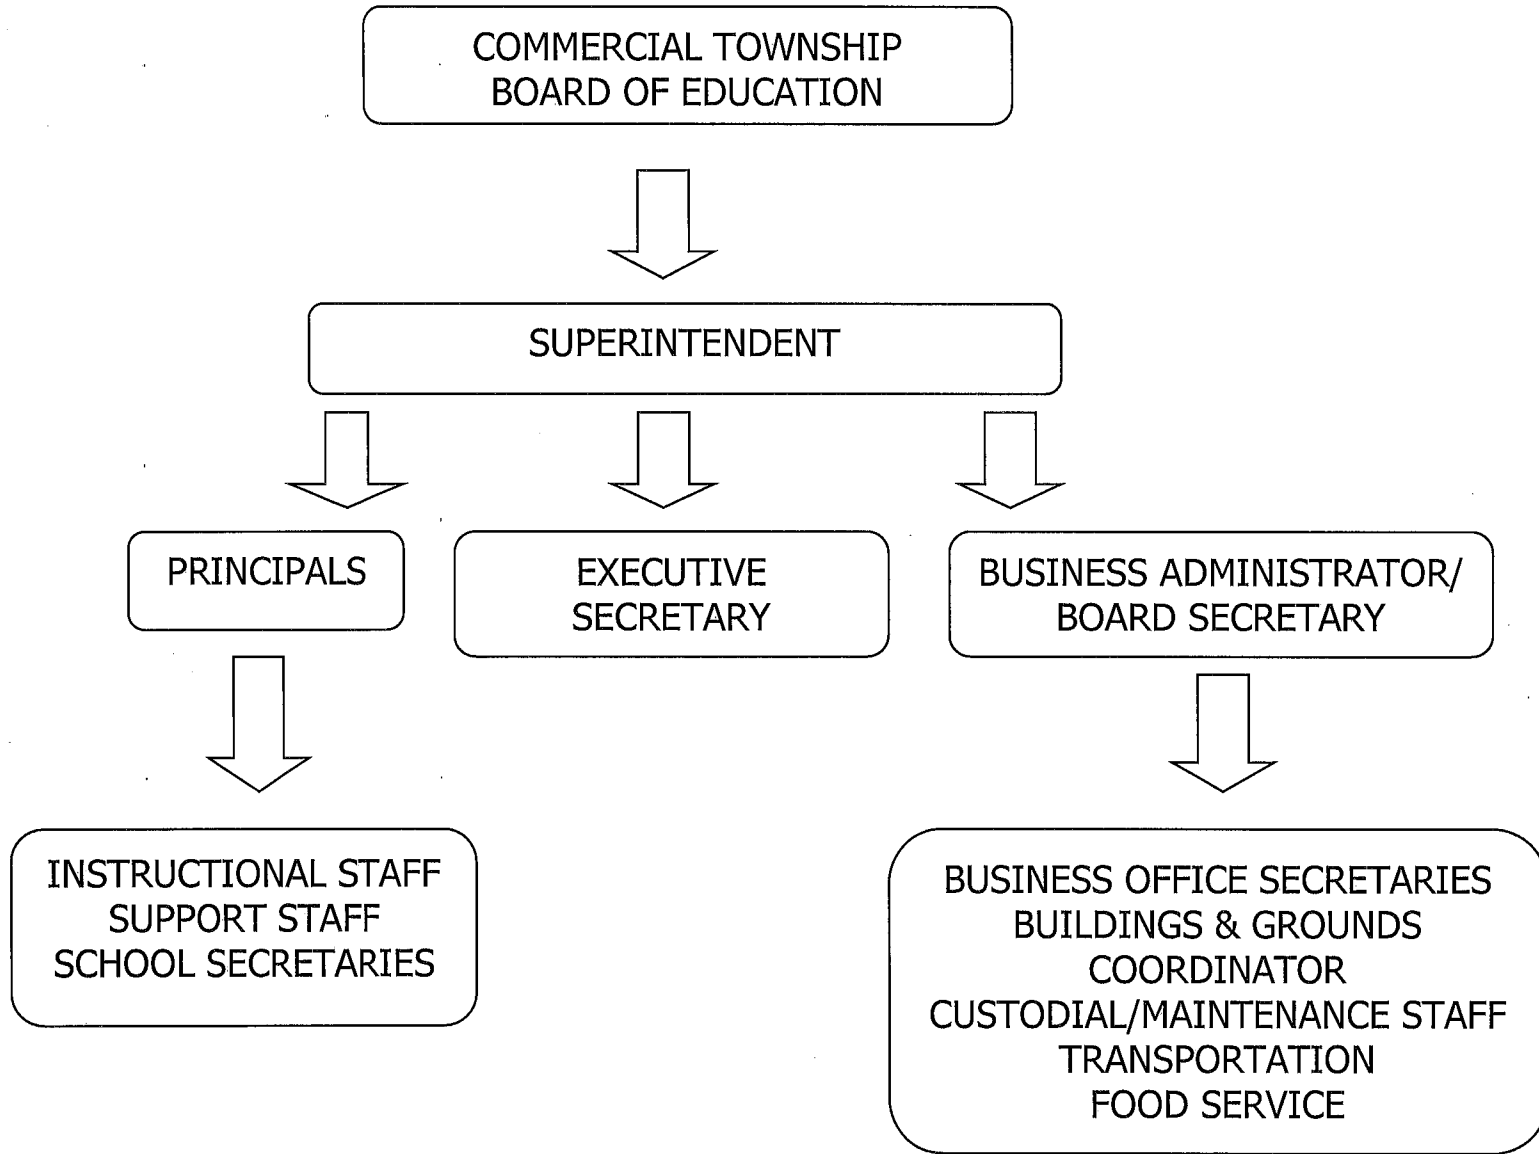 COMMERCIAL TOWNSHIP
BOARD OF EDUCATION
SUPERINTENDENT
PRINCIPALS
EXECUTIVE
SECRETARY
BUSINESS ADMINISTRATOR/
BOARD SECRETARY
INSTRUCTIONAL STAFF
SUPPORT STAFF
SCHOOL SECRETARIES
BUSINESS OFFICE SECRETARIES
BUILDINGS & GROUNDS
COORDINATOR
CUSTODIAL/MAINTENANCE STAFF
TRANSPORTATION
FOOD SERVICE